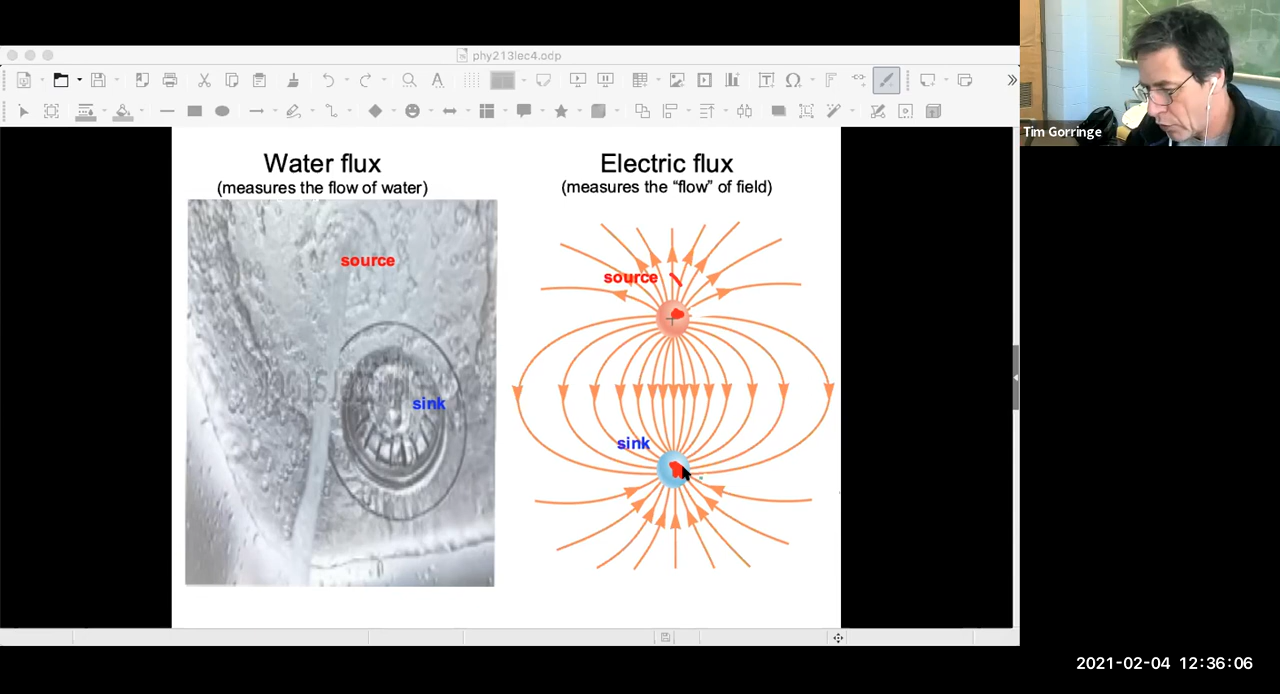 phy213lec4.odp
Water flux
(measures the flow of water)
source
sink
Electric flux
(measures the “flow” of field)
source
+
sink
Tim Gorringe
2021-02-04 12:36:06